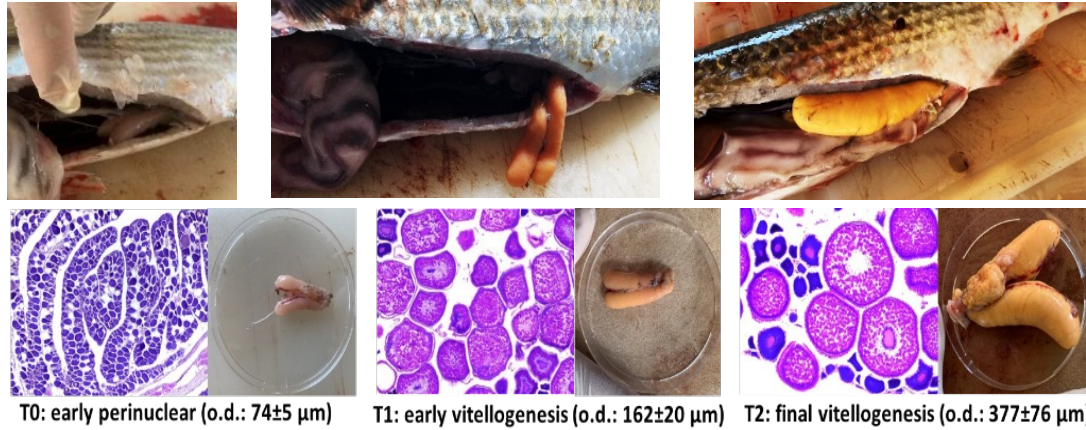 T0: early perinuclear (o.d.: 74±5 µm)
T1: early vitellogenesis (o.d.: 162±20 µm)
T2: final vitellogenesis (o.d.: 377±76 µm